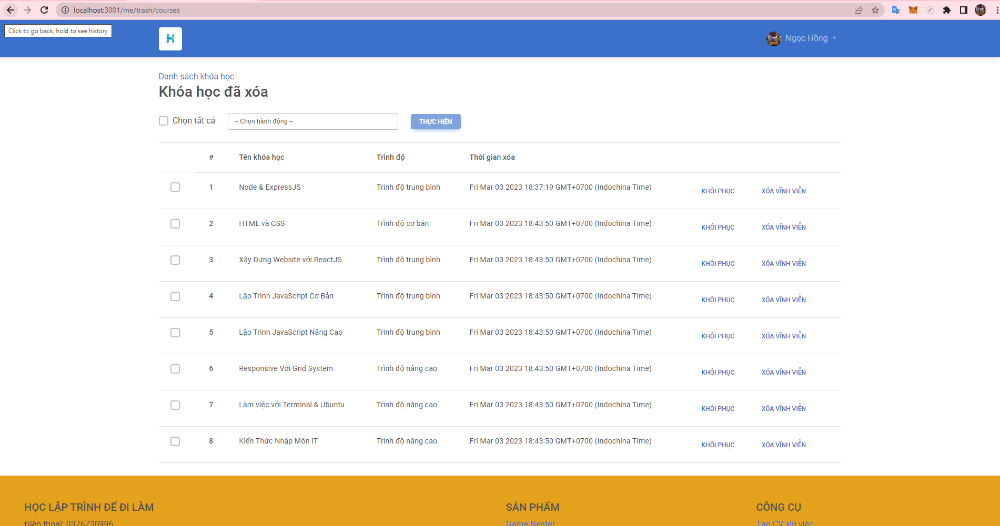 localhost:3001/me/trash/courses
Click to go back, hold to see history
H
Ngọc Hồng
Danh sách khóa học
Khóa học đã xóa
Chọn tất cả
-- Chọn hành động --
THỰC HIỆN
# Tên khóa học Trình độ Thời gian xóa
1 Node & ExpressJS Trình độ trung bình Fri Mar 03 2023 18:37:19 GMT+0700 (Indochina Time) KHÔI PHỤC XÓA VĨNH VIỄN
2 HTML và CSS Trình độ cơ bản Fri Mar 03 2023 18:43:50 GMT+0700 (Indochina Time) KHÔI PHỤC XÓA VĨNH VIỄN
3 Xây Dựng Website với ReactJS Trình độ trung bình Fri Mar 03 2023 18:43:50 GMT+0700 (Indochina Time) KHÔI PHỤC XÓA VĨNH VIỄN
4 Lập Trình JavaScript Cơ Bản Trình độ trung bình Fri Mar 03 2023 18:43:50 GMT+0700 (Indochina Time) KHÔI PHỤC XÓA VĨNH VIỄN
5 Lập Trình JavaScript Nâng Cao Trình độ trung bình Fri Mar 03 2023 18:43:50 GMT+0700 (Indochina Time) KHÔI PHỤC XÓA VĨNH VIỄN
6 Responsive Với Grid System Trình độ nâng cao Fri Mar 03 2023 18:43:50 GMT+0700 (Indochina Time) KHÔI PHỤC XÓA VĨNH VIỄN
7 Làm việc với Terminal & Ubuntu Trình độ nâng cao Fri Mar 03 2023 18:43:50 GMT+0700 (Indochina Time) KHÔI PHỤC XÓA VĨNH VIỄN
8 Kiến Thức Nhập Môn IT Trình độ nâng cao Fri Mar 03 2023 18:43:50 GMT+0700 (Indochina Time) KHÔI PHỤC XÓA VĨNH VIỄN
HỌC LẬP TRÌNH ĐỂ ĐI LÀM
Điện thoại: 0376730996
SẢN PHẨM
Game Nester
CÔNG CỤ
Tạo CV xin việc